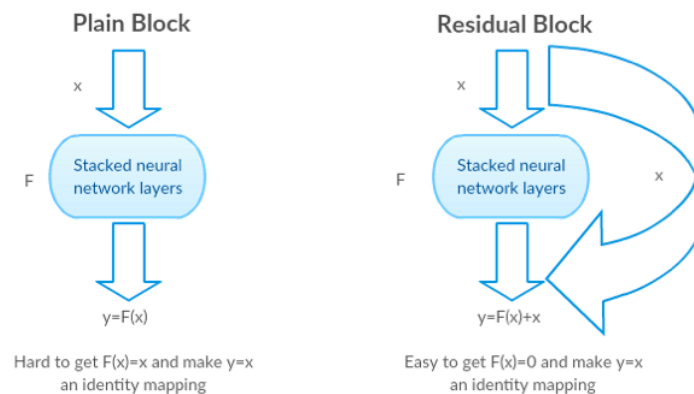 Plain Block
x
F
Stacked neural
network layers
y=F(x)
Hard to get F(x)=x and make y=x
an identity mapping
Residual Block
x
F
Stacked neural
network layers
x
y=F(x)+x
Easy to get F(x)=0 and make y=x
an identity mapping